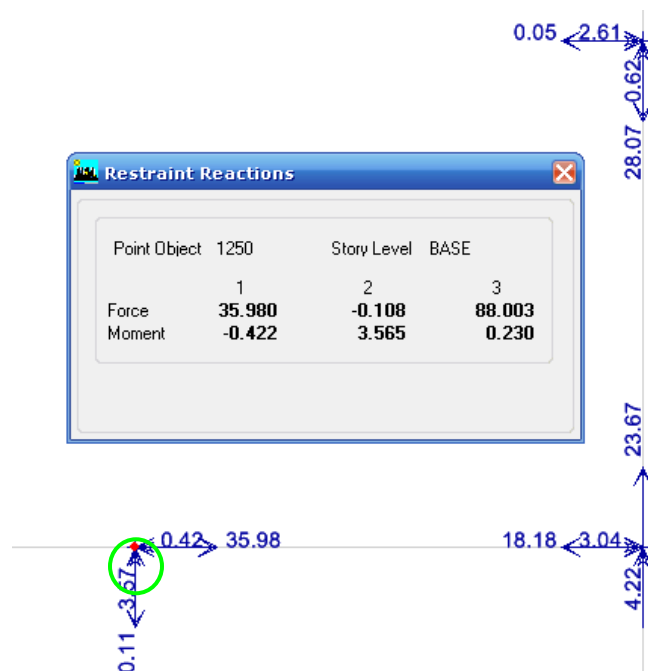 0.05 2.61
0.62
28.07
Restraint Reactions
Point Object 1250 Story Level BASE
1 2 3
Force 35.980 -0.108 88.003
Moment -0.422 3.565 0.230
23.67
0.42 35.98
18.18 3.04
3.57
0.11
4.22